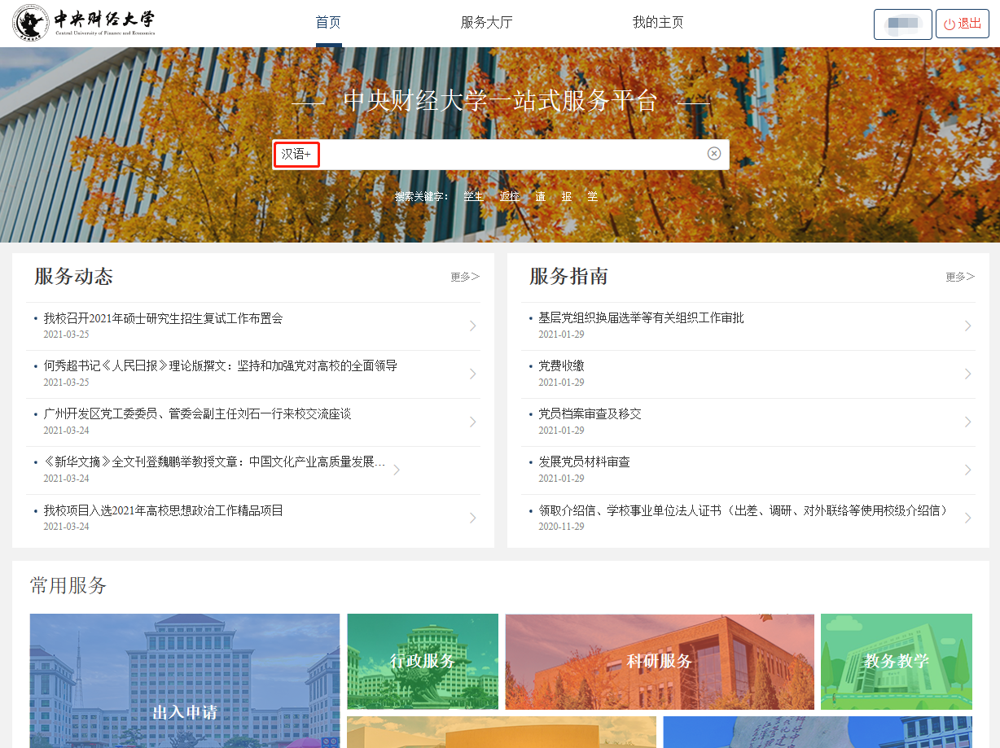 中央财经大学
Central University of Finance and Economics
首页
服务大厅
我的主页
退出
中央财经大学一站式服务平台
汉语+
搜索关键字： 学生 返校 请 报 学
服务动态
更多>
我校召开2021年硕士研究生招生复试工作布置会
2021-03-25
何秀超书记《人民日报》理论版撰文：坚持和加强党对高校的全面领导
2021-03-25
广州开发区党工委委员、管委会副主任刘石一行来校交流座谈
2021-03-24
《新华文摘》全文刊登魏鹏举教授文章：中国文化产业高质量发展…
2021-03-24
我校项目入选2021年高校思想政治工作精品项目
2021-03-24
服务指南
更多>
基层党组织换届选举等有关组织工作审批
2021-01-29
党费收缴
2021-01-29
党员档案审查及移交
2021-01-29
发展党员材料审查
2021-01-29
领取介绍信、学校事业单位法人证书（出差、调研、对外联络等使用校级介绍信）
2020-11-29
常用服务
出入申请
行政服务
科研服务
教务教学